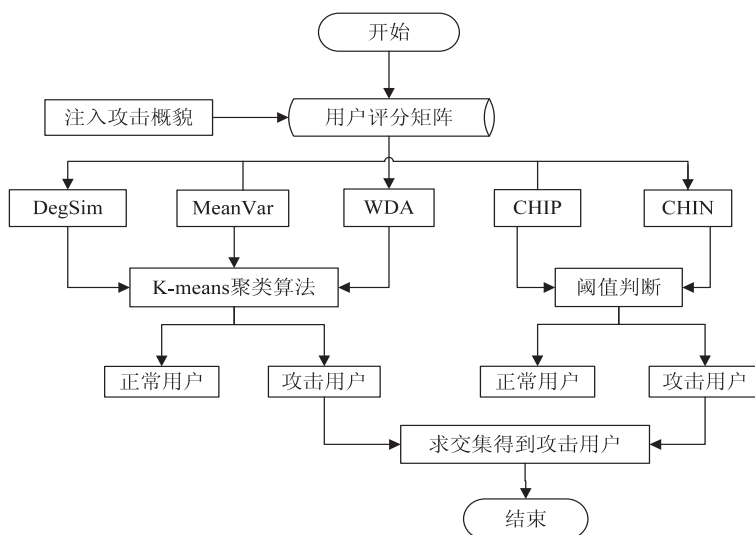 开始
注入攻击概貌
用户评分矩阵
DegSim
MeanVar
WDA
CHIP
CHIN
K-means聚类算法
阈值判断
正常用户
攻击用户
正常用户
攻击用户
求交集得到攻击用户
结束